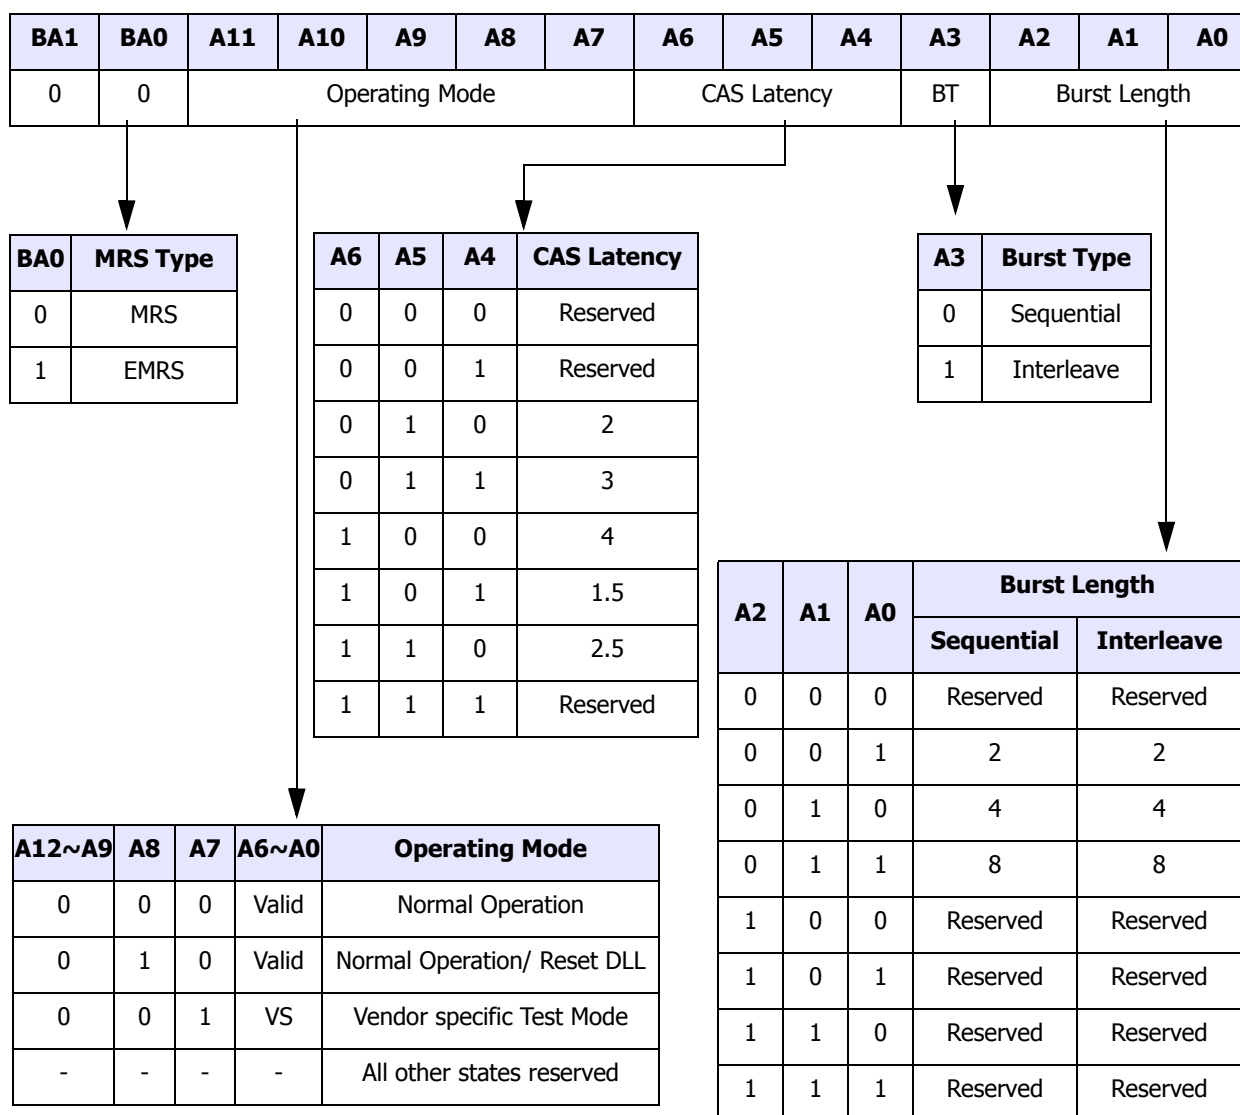 BA1 BA0 A11 A10 A9 A8 A7 A6 A5 A4 A3 A2 A1 A0
0 0 Operating Mode CAS Latency BT Burst Length
BA0 MRS Type
0 MRS
1 EMRS
A6 A5 A4 CAS Latency
0 0 0 Reserved
0 0 1 Reserved
0 1 0 2
0 1 1 3
1 0 0 4
1 0 1 1.5
1 1 0 2.5
1 1 1 Reserved
A3 Burst Type
0 Sequential
1 Interleave
A12~A9 A8 A7 A6~A0 Operating Mode
0 0 0 Valid Normal Operation
0 1 0 Valid Normal Operation/ Reset DLL
0 0 1 VS Vendor specific Test Mode
- - - - All other states reserved
A2 A1 A0 Burst Length
Sequential Interleave
0 0 0 Reserved Reserved
0 0 1 2 2
0 1 0 4 4
0 1 1 8 8
1 0 0 Reserved Reserved
1 0 1 Reserved Reserved
1 1 0 Reserved Reserved
1 1 1 Reserved Reserved